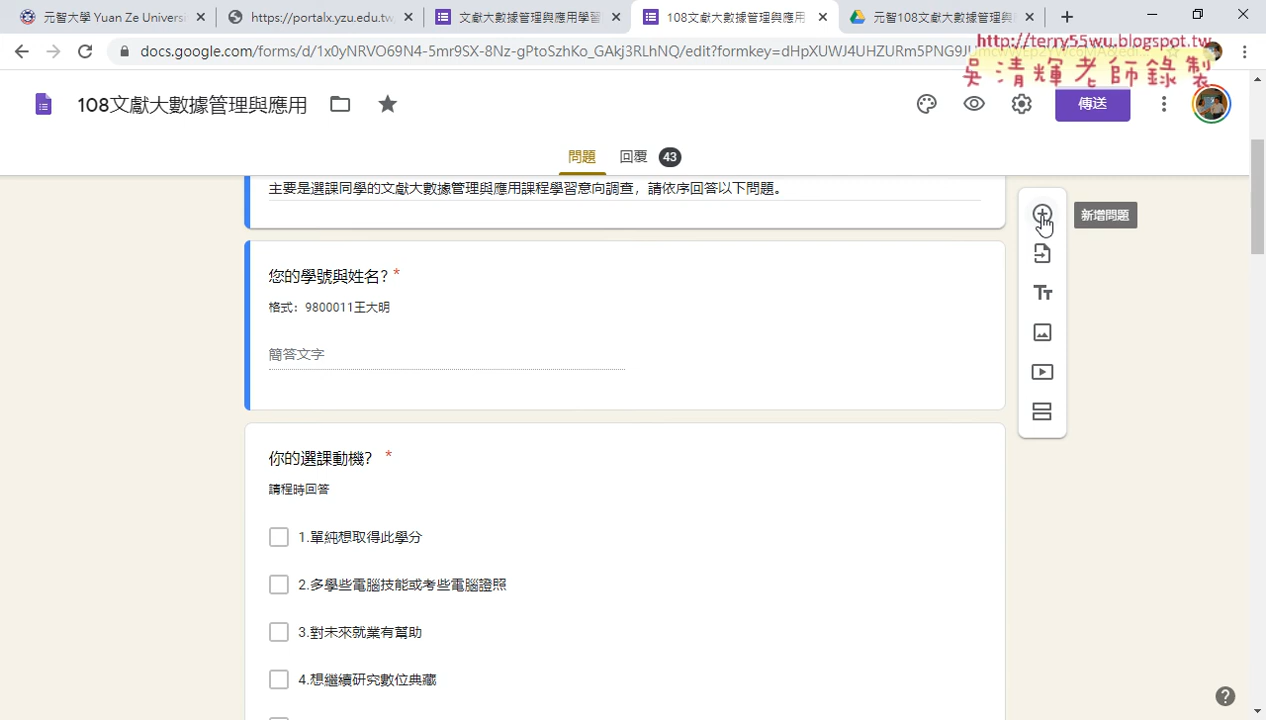 元智大學 Yuan Ze Universi
https://portalx.yzu.edu.tw
文獻大數據管理與應用學習
108文獻大數據管理與應用
元智108文獻大數據管理與
docs.google.com/forms/d/1x0yNRVO69N4-5mr9SX-8Nz-gPtoSzhKo_GAkj3RLhNQ/edit?formkey=dHpXUWJ4UHZURm5PNG9J
http://terry55wu.blogspot.tw
吳清輝老師錄製
108文獻大數據管理與應用
傳送
問題
回覆
43
主要是選課同學的文獻大數據管理與應用課程學習意向調查，請依序回答以下問題。
新增問題
您的學號與姓名? *
格式：9800011王大明
簡答文字
你的選課動機? *
請程時回答
1.單純想取得此學分
2.多學些電腦技能或考些電腦證照
3.對未來就業有幫助
4.想繼續研究數位典藏